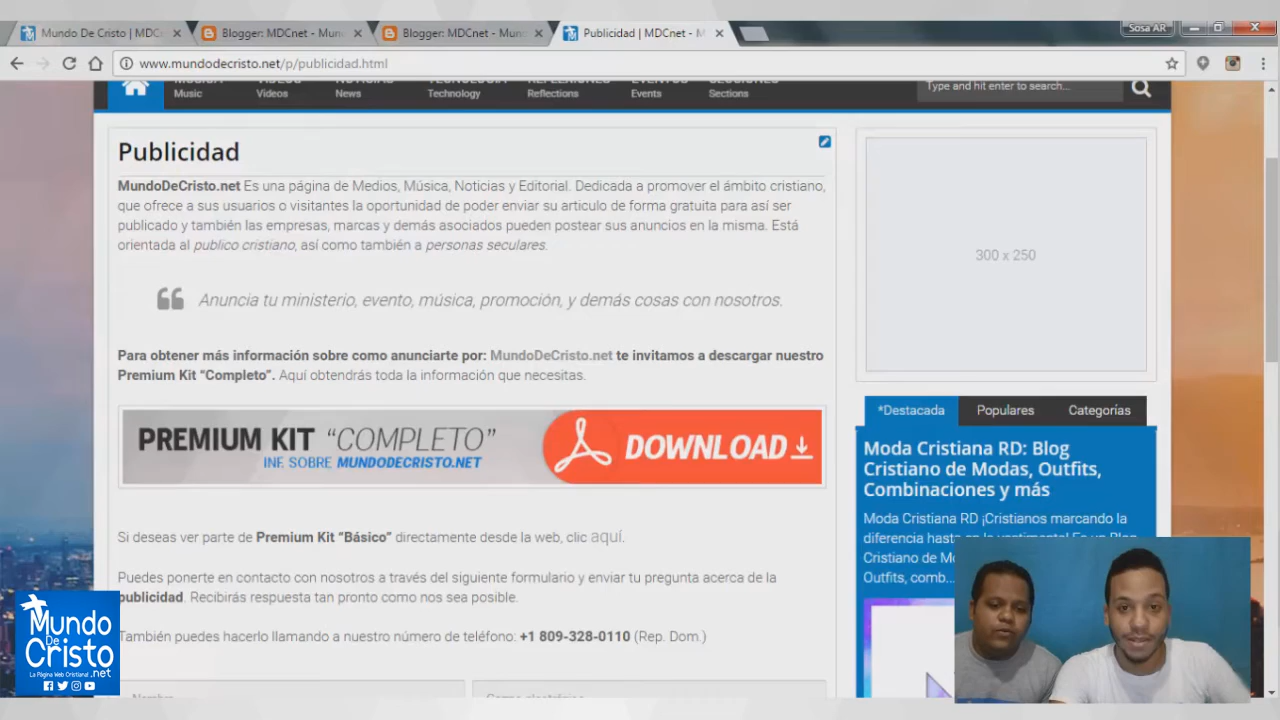 Mundo De Cristo | MDC
Blogger: MDCnet - Mun
Blogger: MDCnet - Mun
Publicidad | MDCnet - M
Sosa AR
www.mundodecristo.net/p/publicidad.html
Music
Videos
News
Technology
Reflections
Events
Sections
Type and hit enter to search...
Publicidad
MundoDeCristo.net Es una página de Medios, Música, Noticias y Editorial. Dedicada a promover el ámbito cristiano,
que ofrece a sus usuarios o visitantes la oportunidad de poder enviar su articulo de forma gratuita para así ser
publicado y también las empresas, marcas y demás asociados pueden postear sus anuncios en la misma. Está
orientada al publico cristiano, así como también a personas seculares.
Anuncia tu ministerio, evento, música, promoción, y demás cosas con nosotros.
Para obtener más información sobre como anunciarte por: MundoDeCristo.net te invitamos a descargar nuestro
Premium Kit “Completo”. Aquí obtendrás toda la información que necesitas.
PREMIUM KIT “COMPLETO”
INF. SOBRE MUNDODECRISTO.NET
DOWNLOAD
Si deseas ver parte de Premium Kit “Básico” directamente desde la web, clic aquí.
Puedes ponerte en contacto con nosotros a través del siguiente formulario y enviar tu pregunta acerca de la
publicidad. Recibirás respuesta tan pronto como nos sea posible.
También puedes hacerlo llamando a nuestro número de teléfono: +1 809-328-0110 (Rep. Dom.)
300 x 250
*Destacada
Populares
Categorías
Moda Cristiana RD: Blog
Cristiano de Modas, Outfits,
Combinaciones y más
Moda Cristiana RD ¡Cristianos marcando la
diferencia hasta en la vestimenta! Es un Blog
Cristiano de Mo
Outfits, comb...
Mundo
De
Cristo
La Página Web Cristiana! .net